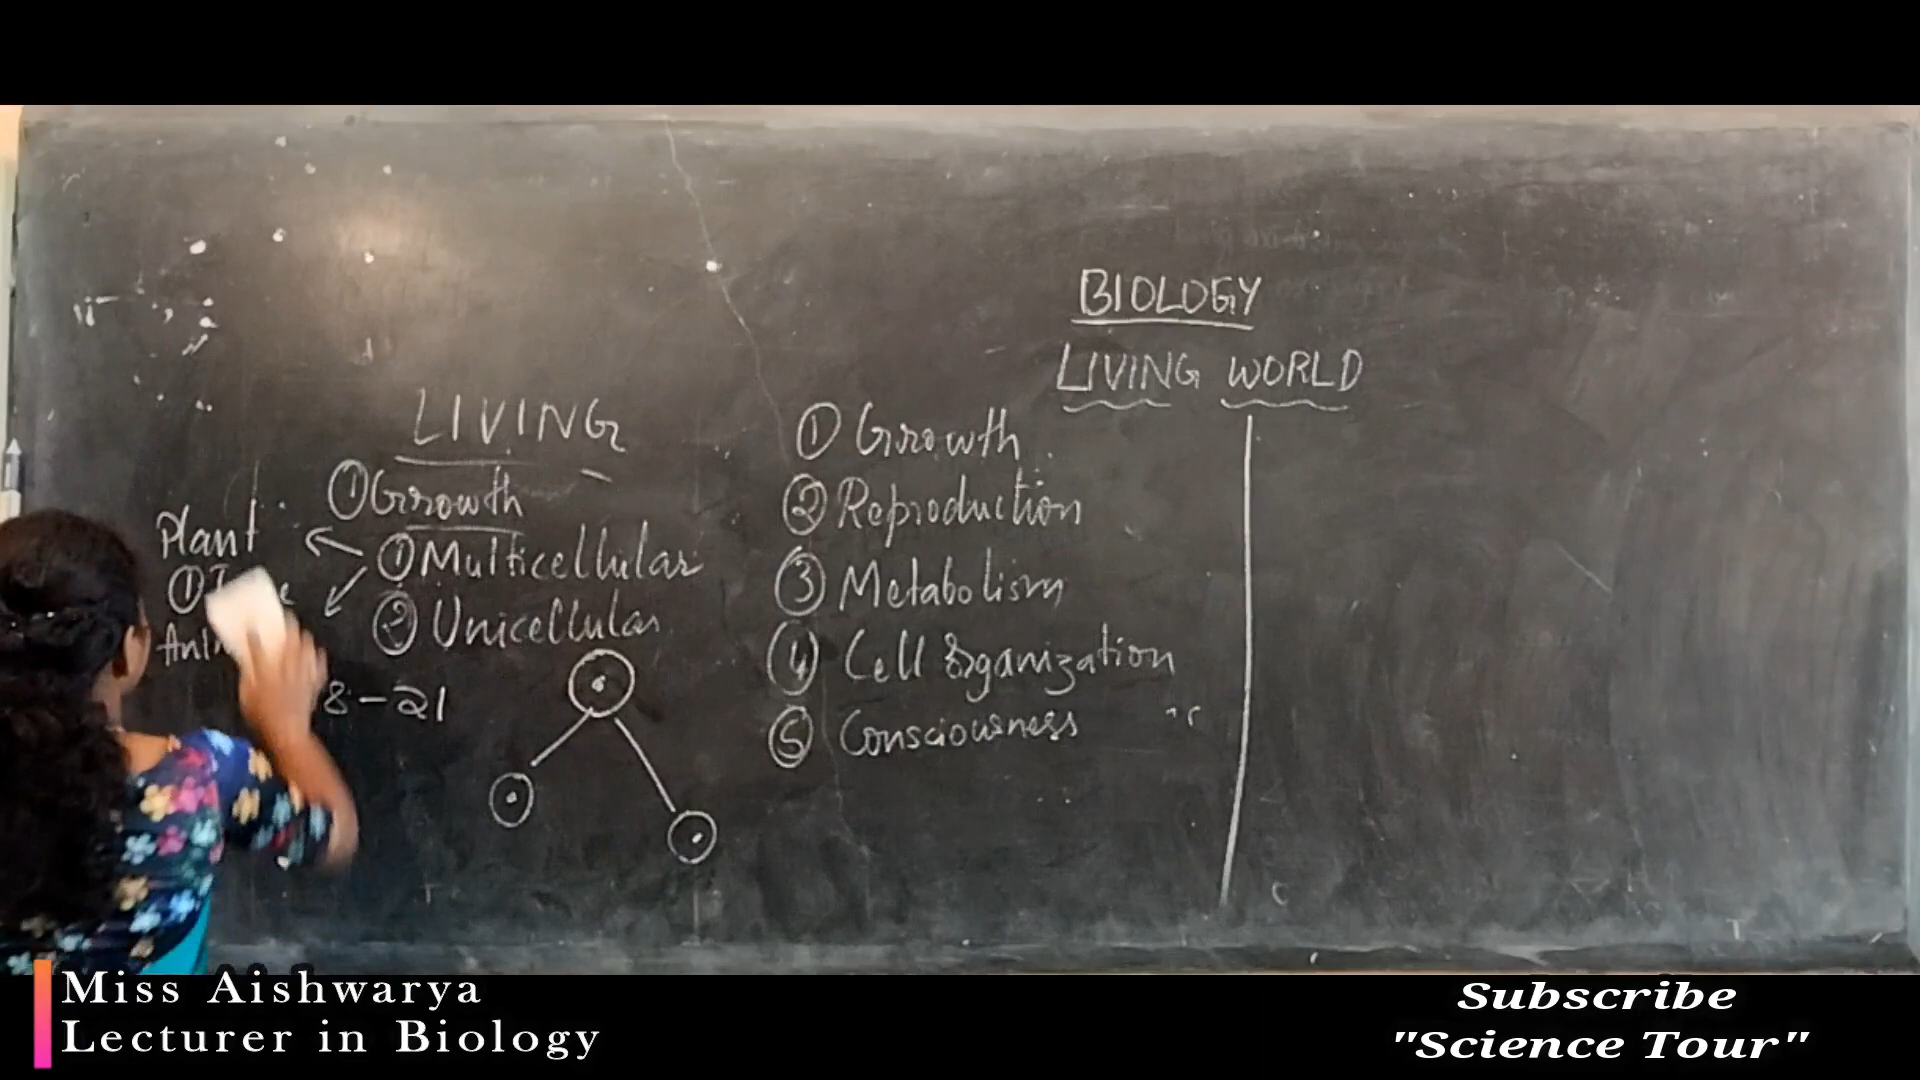 BIOLOGY
LIVING WORLD
LIVING
① Growth
① Multicellular
② Unicellular
Plant
①
8-21
① Growth
② Reproduction
③ Metabolism
④ Cell Organization
⑤ Consciousness
Miss Aishwarya
Lecturer in Biology
Subscribe
"Science Tour"